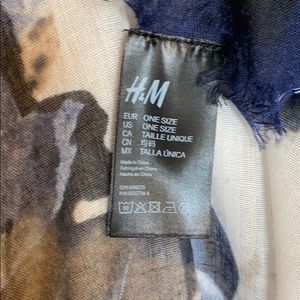 H&M
EUR ONE SIZE
US ONE SIZE
CA TAILLE UNIQUE
CN 均码
MX TALLA ÚNICA
Made in China
Fabriqué en Chine
Hecho en China